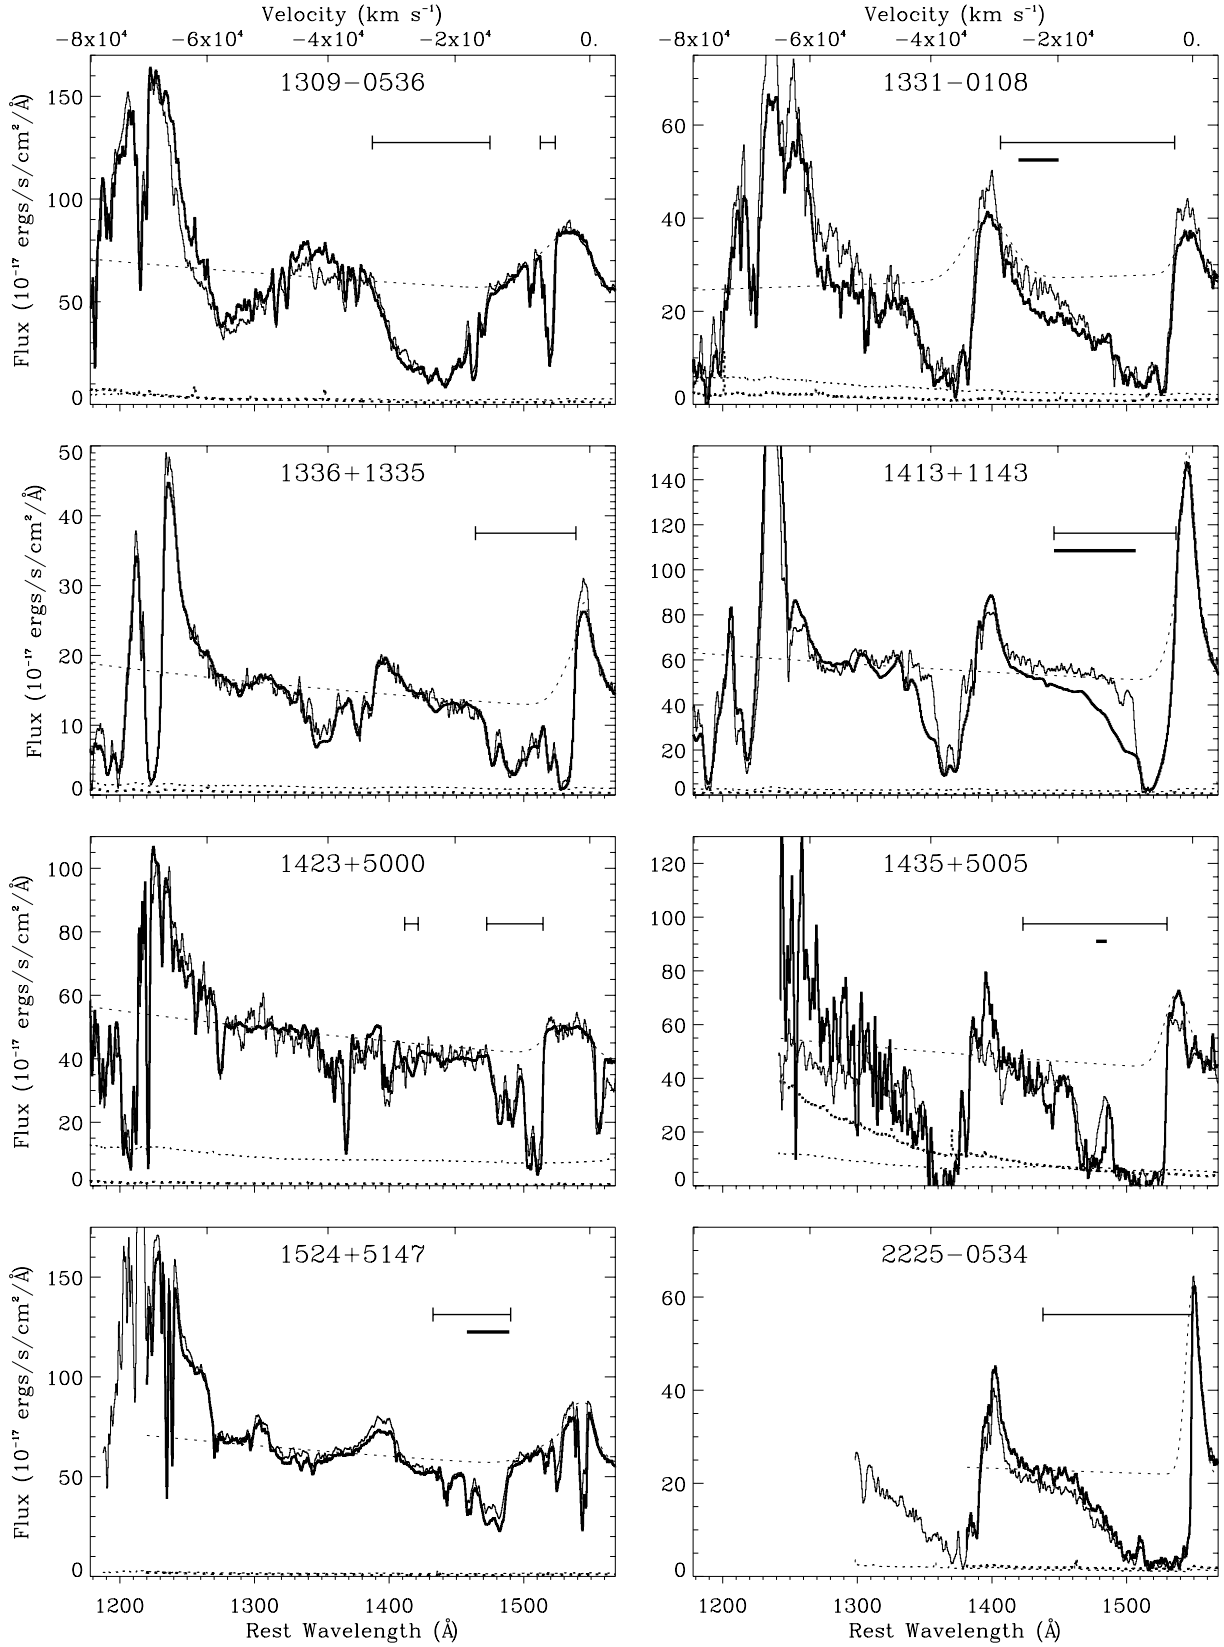 Velocity (km s⁻¹) Velocity (km s⁻¹)
−8x10⁴ −6x10⁴ −4x10⁴ −2x10⁴ 0. −8x10⁴ −6x10⁴ −4x10⁴ −2x10⁴ 0.
1309−0536 1331−0108
150 100 50 0
60 40 20 0
Flux (10⁻¹⁷ ergs/s/cm²/Å)
1336+1335 1413+1143
50 40 30 20 10 0
140 120 100 80 60 40 20 0
Flux (10⁻¹⁷ ergs/s/cm²/Å)
1423+5000 1435+5005
100 80 60 40 20 0
120 100 80 60 40 20 0
Flux (10⁻¹⁷ ergs/s/cm²/Å)
1524+5147 2225−0534
150 100 50 0
60 40 20 0
Flux (10⁻¹⁷ ergs/s/cm²/Å)
1200 1300 1400 1500 1200 1300 1400 1500
Rest Wavelength (Å) Rest Wavelength (Å)